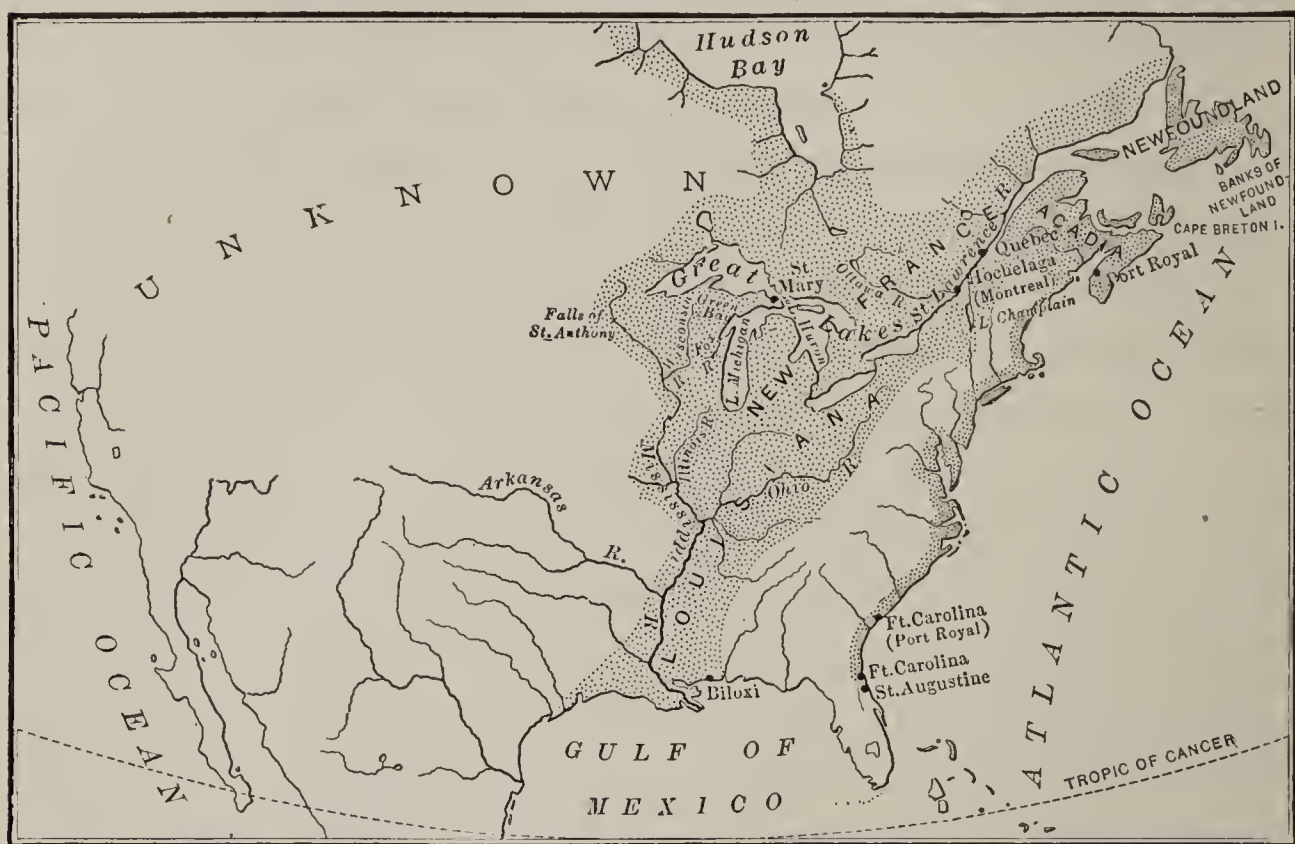 Hudson
Bay
NEWFOUNDLAND
BANKS OF
NEWFOUND-
LAND
CAPE BRETON I.
UNKNOWN
ACADIA
Quebec
Hochelaga
(Montreal)
Port Royal
L. Champlain
St. Lawrence R.
Ottawa R.
NEW FRANCE
Great Lakes
St.
Mary
L. Huron
L. Michigan
Green
Bay
Fox R.
Wisconsin R.
Falls of
St. Anthony
Illinois R.
Mississippi R.
Ohio R.
LOUISIANA
Arkansas R.
PACIFIC OCEAN
ATLANTIC OCEAN
Ft. Carolina
(Port Royal)
Ft. Carolina
St. Augustine
Biloxi
GULF OF
MEXICO
TROPIC OF CANCER